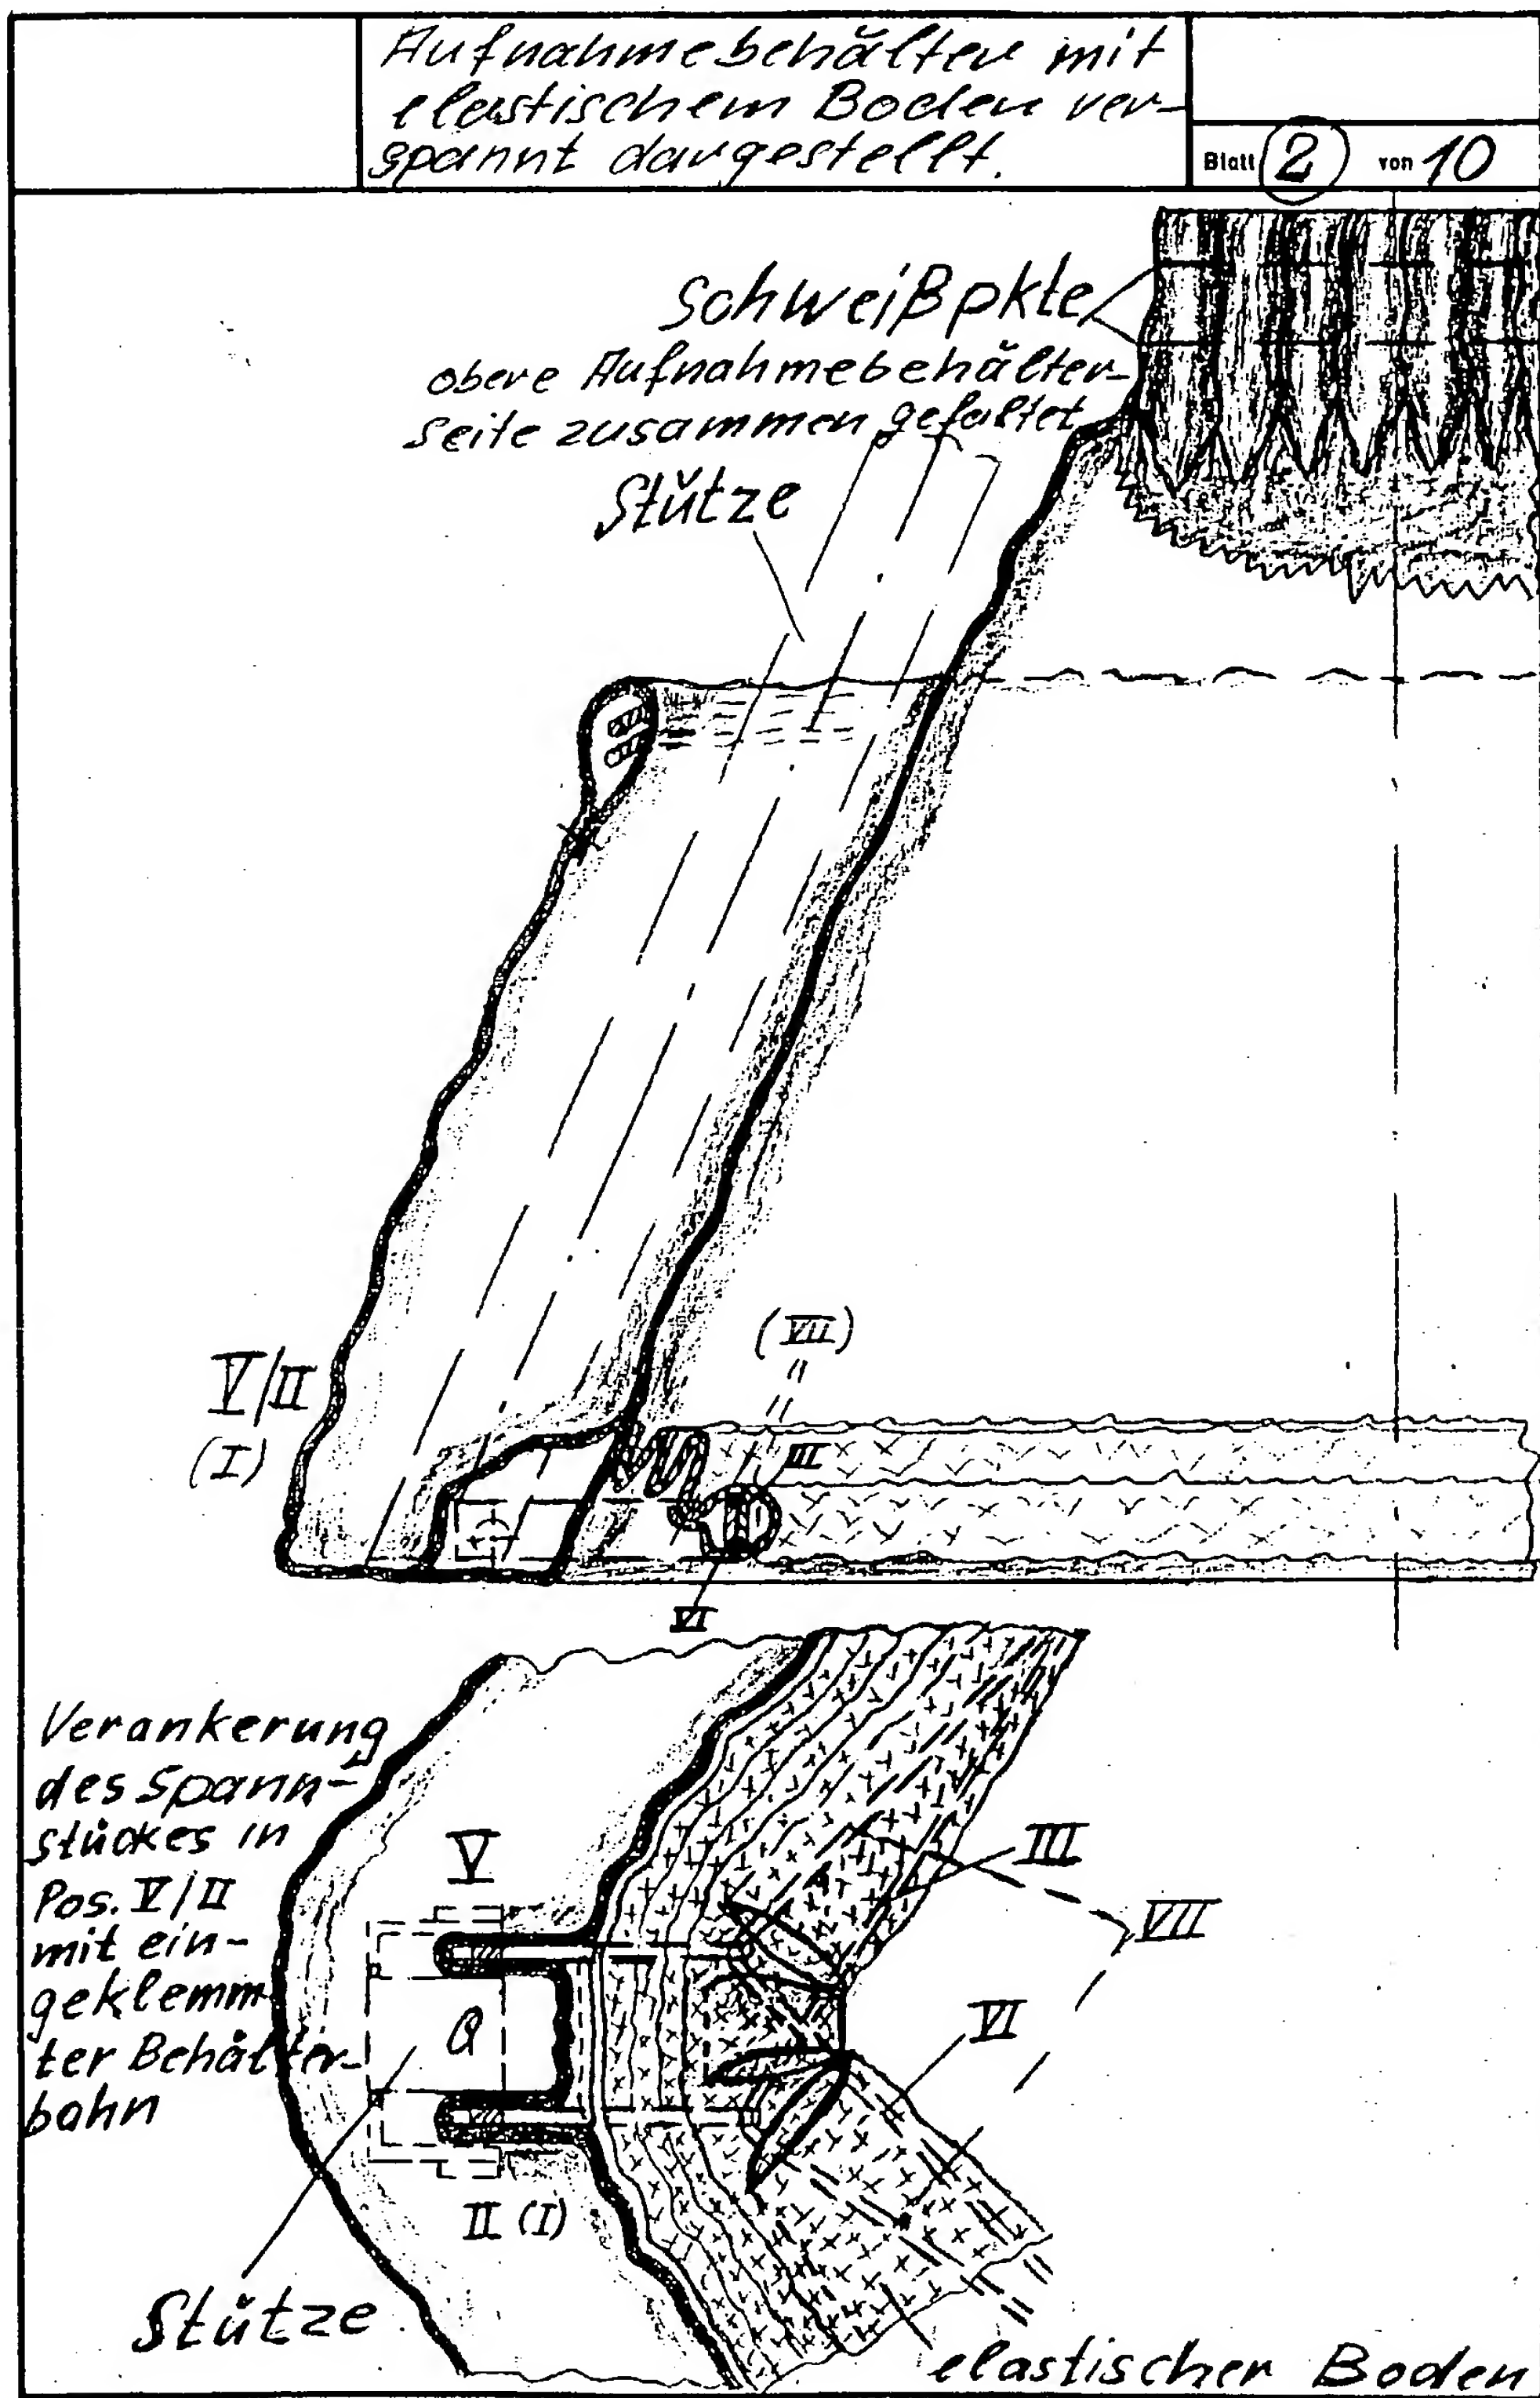 Aufnahmebehälter mit
elastischem Boden ver-
spannt dargestellt.
Blatt 2 von 10
Schweißpkte
obere Aufnahmebehälter-
seite zusammen gefaltet
Stütze
(VII)
V/II
(I)
III
VI
Verankerung
des Spann-
stückes in
Pos. V/II
mit ein-
geklemm
ter Behälter-
bahn
V
III
VII
Q
VI
II (I)
Stütze
elastischer Boden